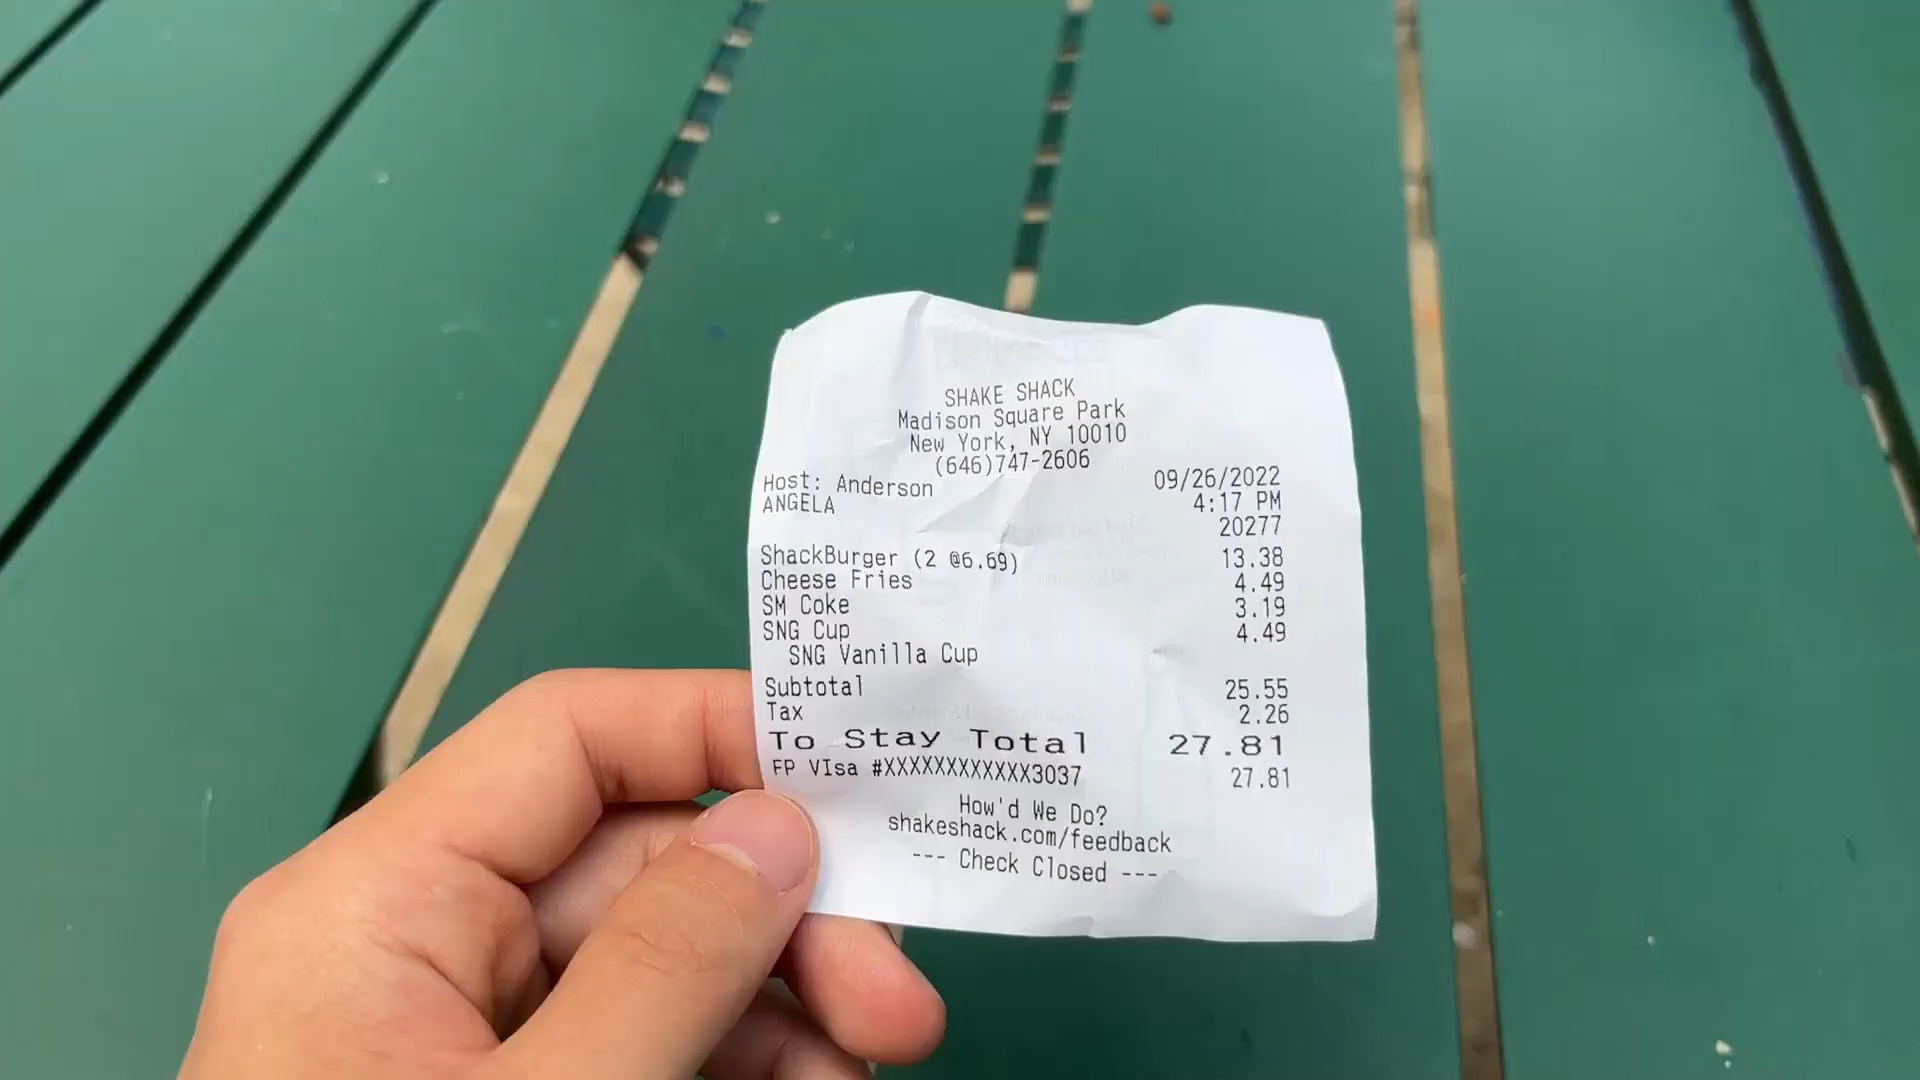 SHAKE SHACK
Madison Square Park
New York, NY 10010
(646)747-2606
Host: Anderson 09/26/2022
ANGELA 4:17 PM
20277
ShackBurger (2 @6.69) 13.38
Cheese Fries 4.49
SM Coke 3.19
SNG Cup 4.49
SNG Vanilla Cup
Subtotal 25.55
Tax 2.26
To Stay Total 27.81
FP VIsa #XXXXXXXXXXXX3037 27.81
How'd We Do?
shakeshack.com/feedback
--- Check Closed ---